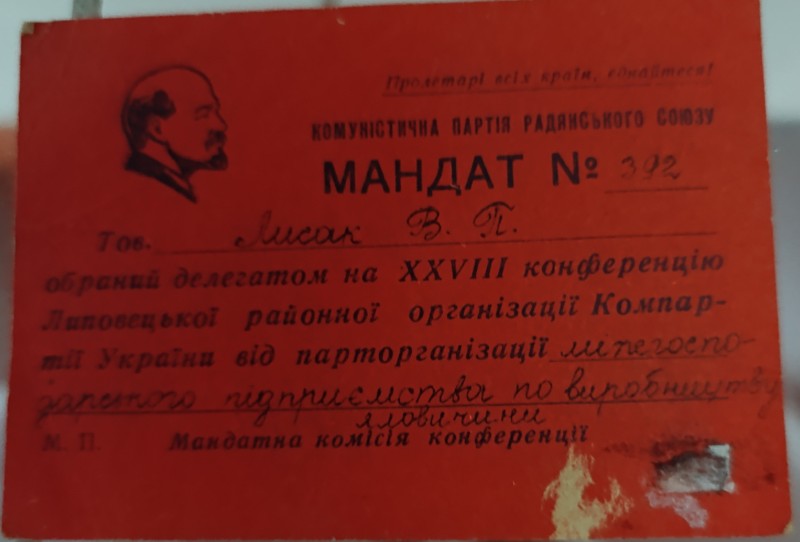 Пролетарі всіх країн, єднайтеся!
КОМУНІСТИЧНА ПАРТІЯ РАДЯНСЬКОГО СОЮЗУ
МАНДАТ № 392
Тов. Лисак В. П.
обраний делегатом на XXVIII конференцію
Липовецької районної організації Компар-
тії України від парторганізації міжгоспо-
дарського підприємства по виробництву
яловичини
М. П. Мандатна комісія конференції